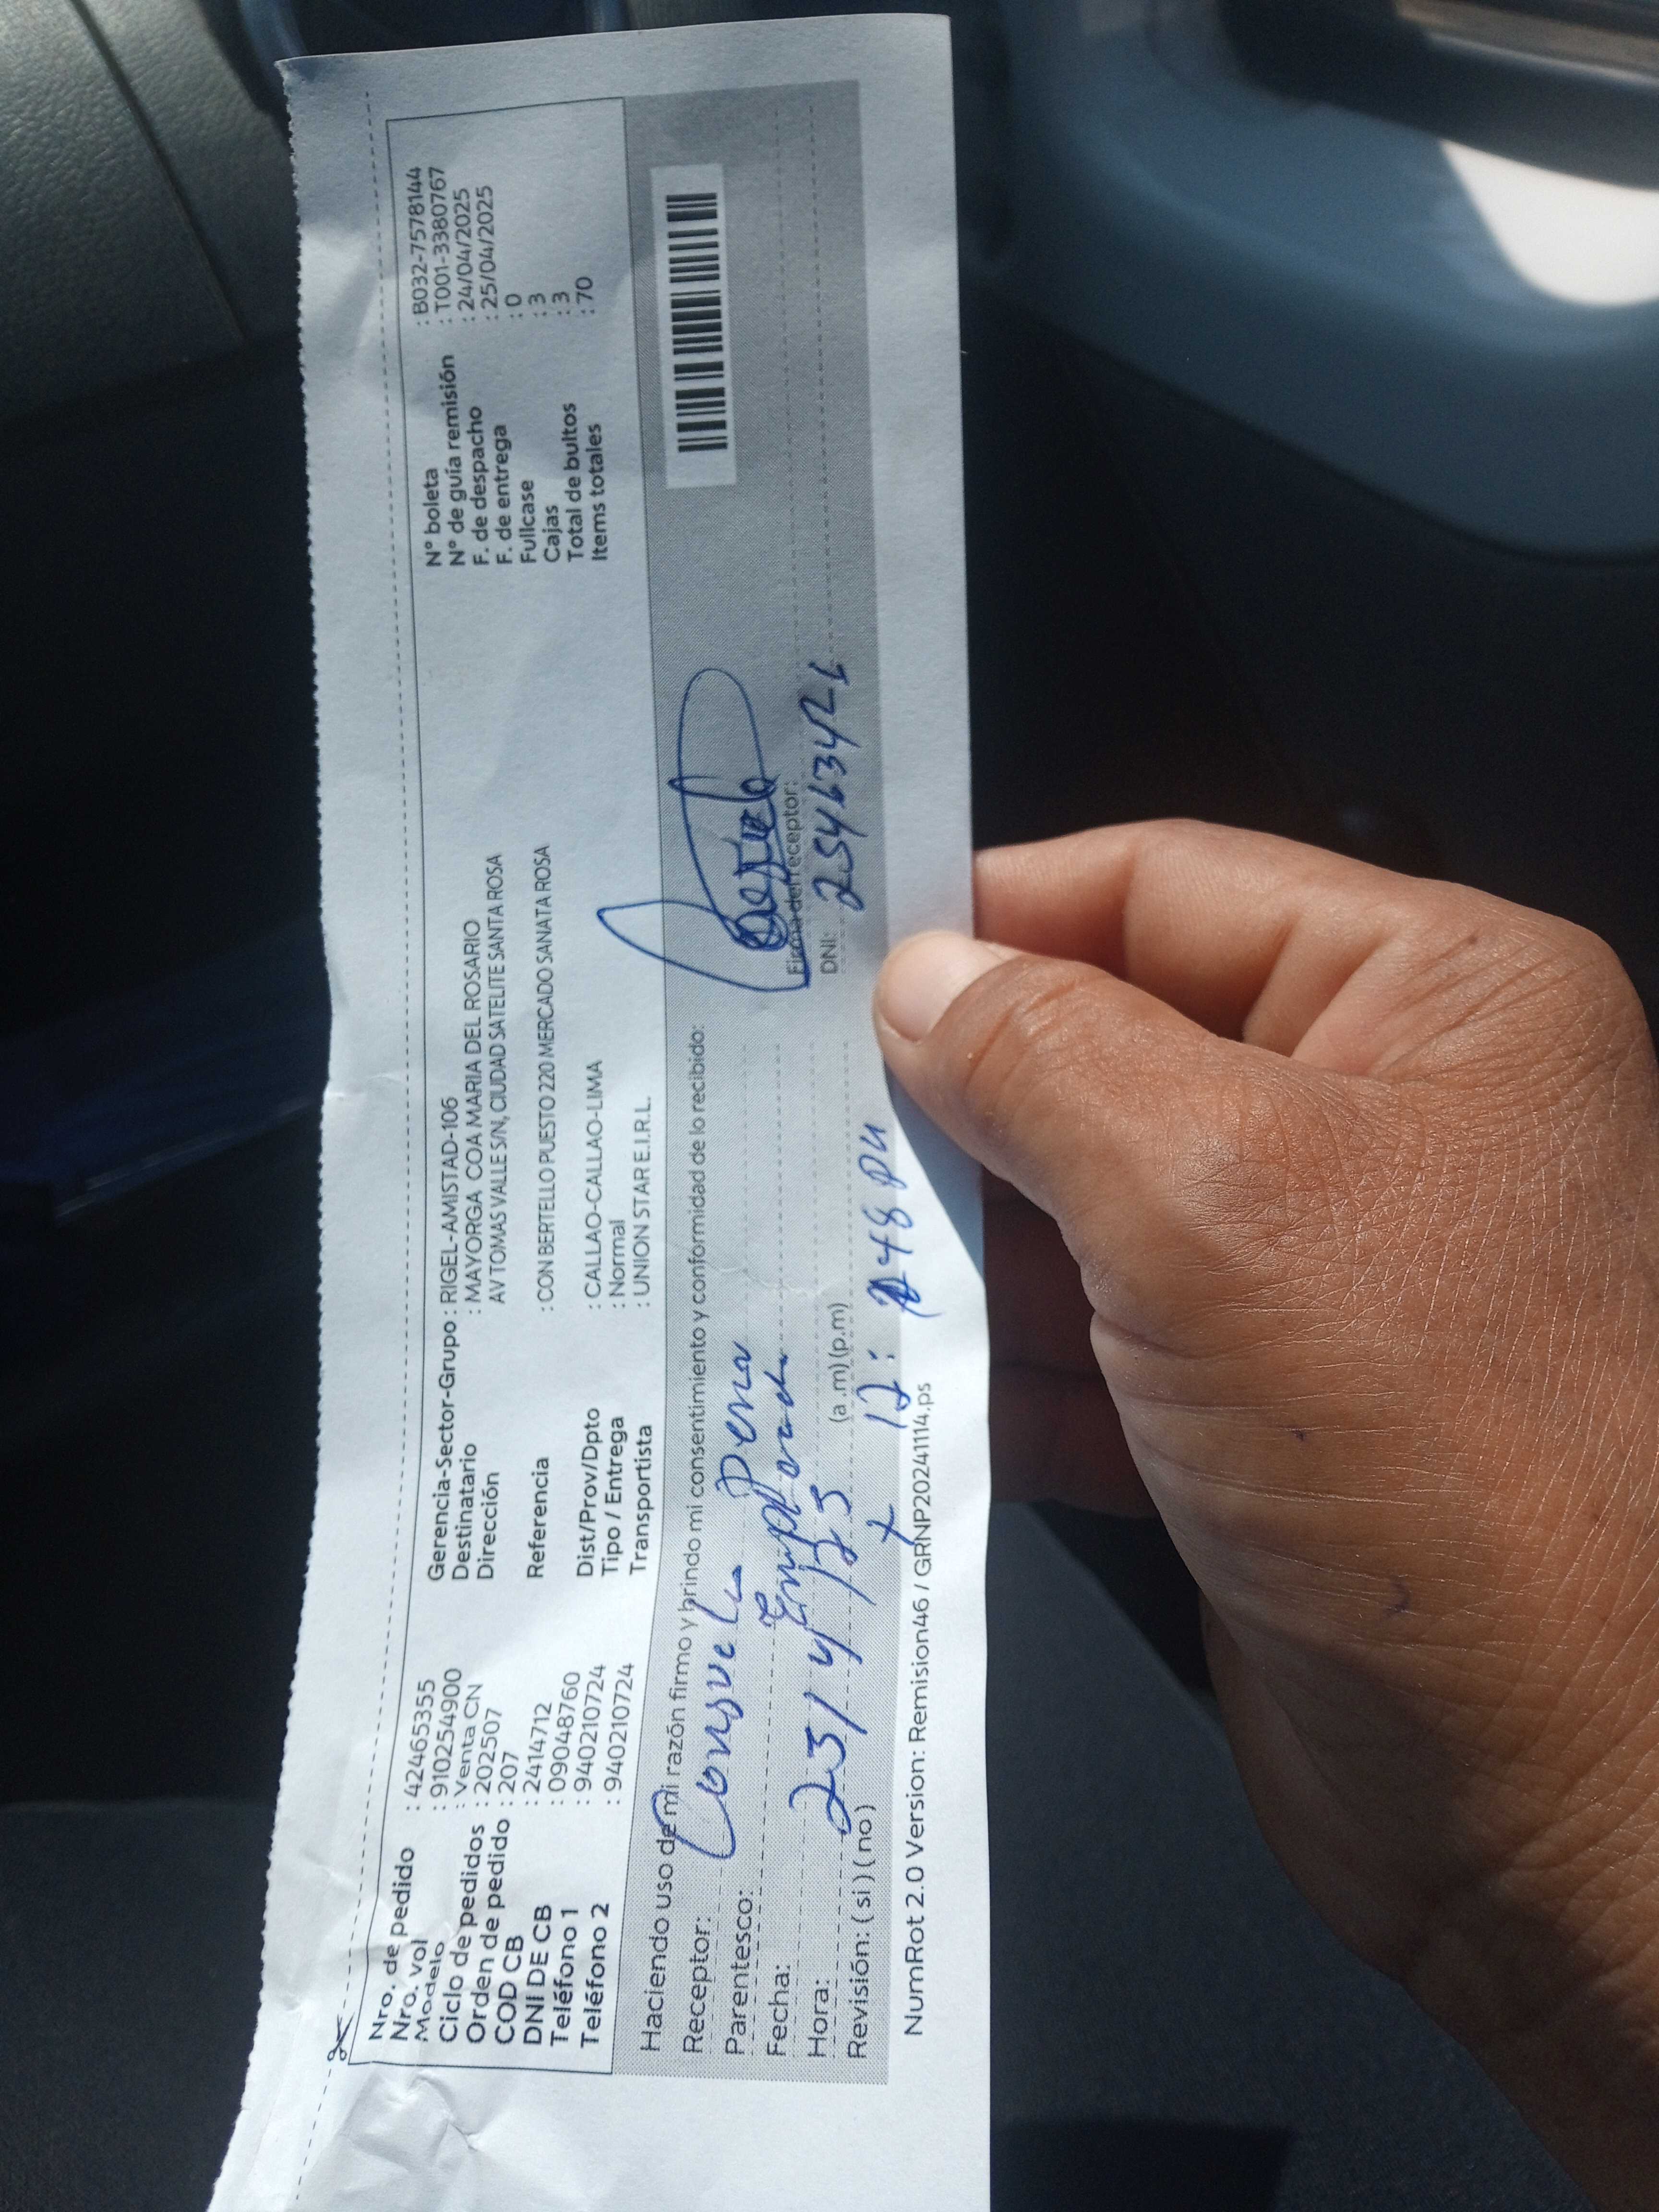 Nro. de pedido : 42465355
Nro. vol : 910254900
Modelo : Venta CN
Ciclo de pedidos : 202507
Orden de pedido : 207
COD CB : 2414712
DNI DE CB : 09048760
Teléfono 1 : 940210724
Teléfono 2 : 940210724
Gerencia-Sector-Grupo : RIGEL-AMISTAD-106
Destinatario : MAYORGA COA MARIA DEL ROSARIO
Dirección AV TOMAS VALLE S/N, CIUDAD SATELITE SANTA ROSA
Referencia : CON BERTELLO PUESTO 220 MERCADO SANATA ROSA
Dist/Prov/Dpto : CALLAO-CALLAO-LIMA
Tipo / Entrega : Normal
Transportista : UNION STAR E.I.R.L.
N° boleta : B032-7578144
N° de guía remisión : T001-3380767
F. de despacho : 24/04/2025
F. de entrega : 25/04/2025
Fullcase : 0
Cajas : 3
Total de bultos : 3
Items totales : 70
Haciendo uso de mi razón firmo y brindo mi consentimiento y conformidad de lo recibido:
Receptor: Consuelo Pena
Parentesco:
Fecha: 25/4/25
Hora: (a.m) (p.m)
Revisión: ( si ) ( no )
12: 48 PM
Firma del receptor:
DNI: 25463421
NumRot 2.0 Version: Remision46 / GRNP20241114.ps